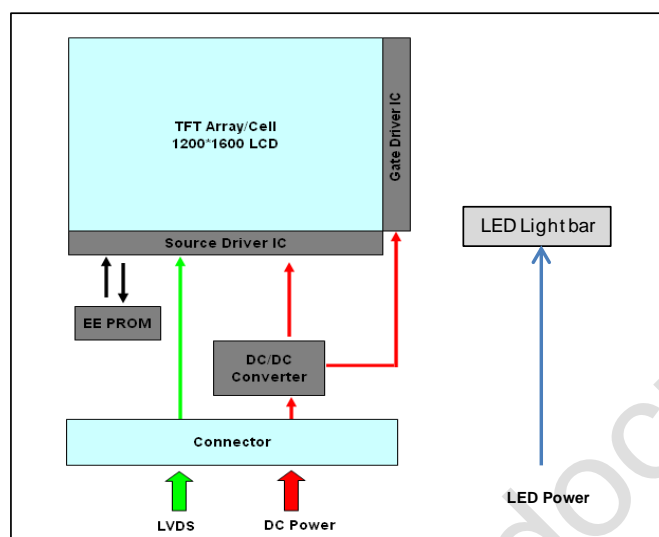 TFT Array/Cell
1200*1600 LCD
Gate Driver IC
Source Driver IC
LED Light bar
EE PROM
DC/DC
Converter
Connector
LVDS
DC Power
LED Power
doc